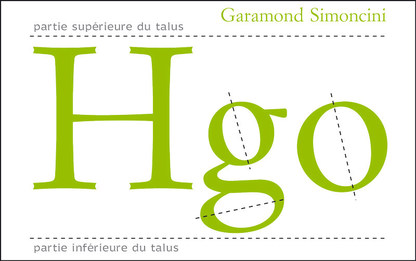 Garamond Simoncini
partie supérieure du talus
Hgo
partie inférieure du talus